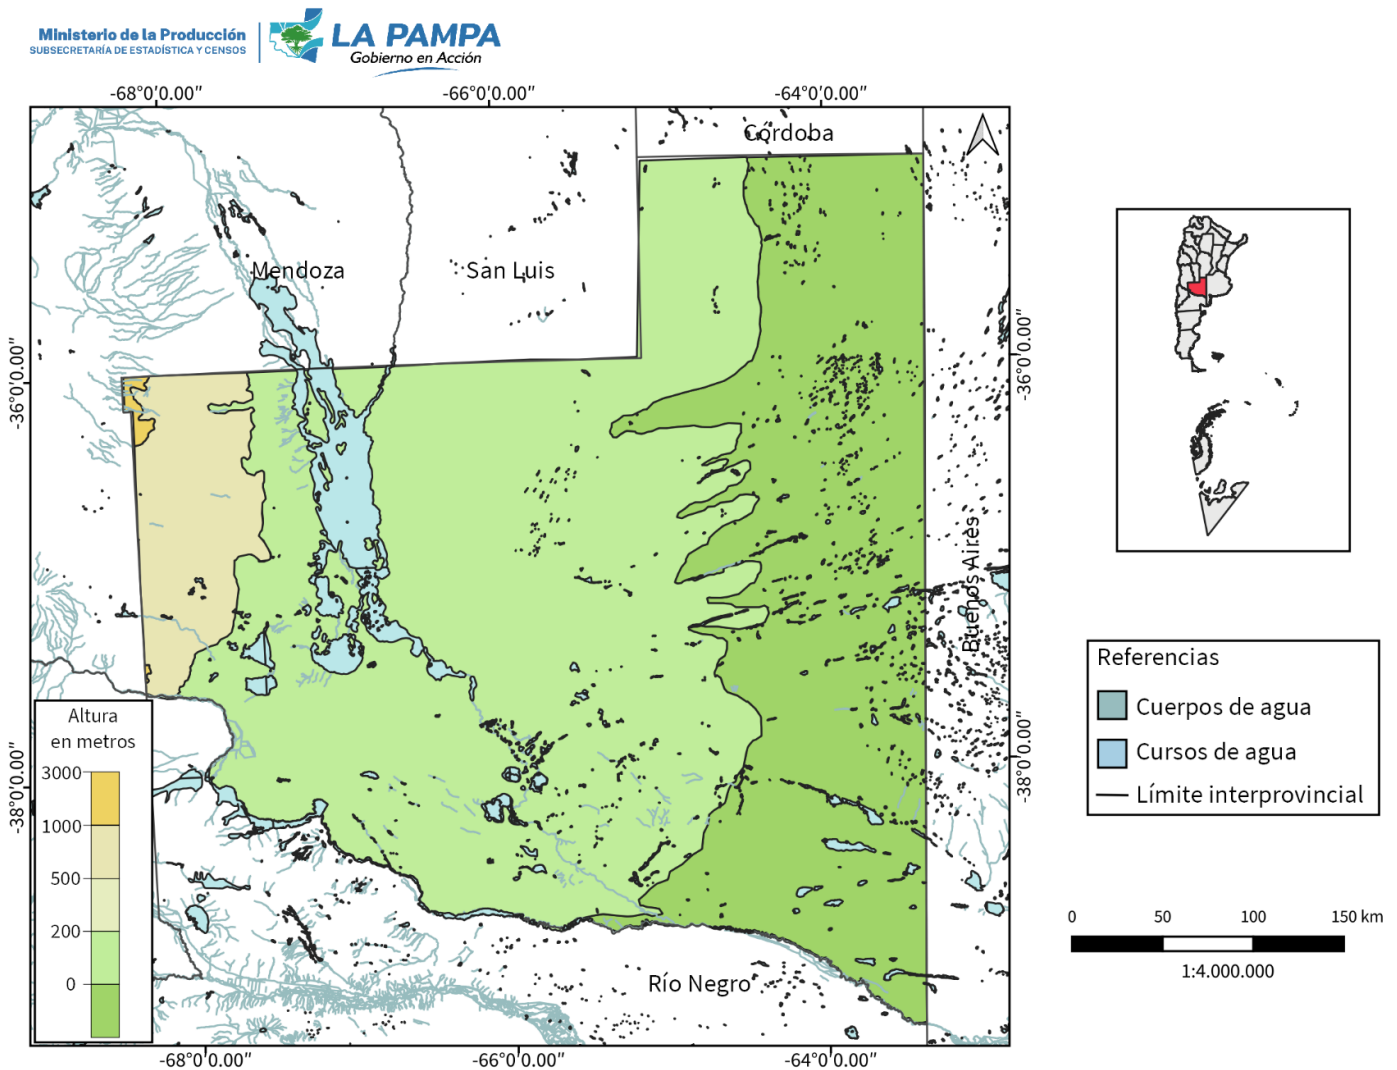 Ministerio de la Producción
SUBSECRETARÍA DE ESTADÍSTICA Y CENSOS
LA PAMPA
Gobierno en Acción
-68°0'0.00″
-66°0'0.00″
-64°0'0.00″
Córdoba
Mendoza
San Luis
-36°0'0.00″
-36°0'0.00″
Buenos Aires
Referencias
Cuerpos de agua
Cursos de agua
Límite interprovincial
Altura
en metros
3000
1000
500
200
0
-38°0'0.00″
-38°0'0.00″
Río Negro
0 50 100 150 km
1:4.000.000
-68°0'0.00″
-66°0'0.00″
-64°0'0.00″